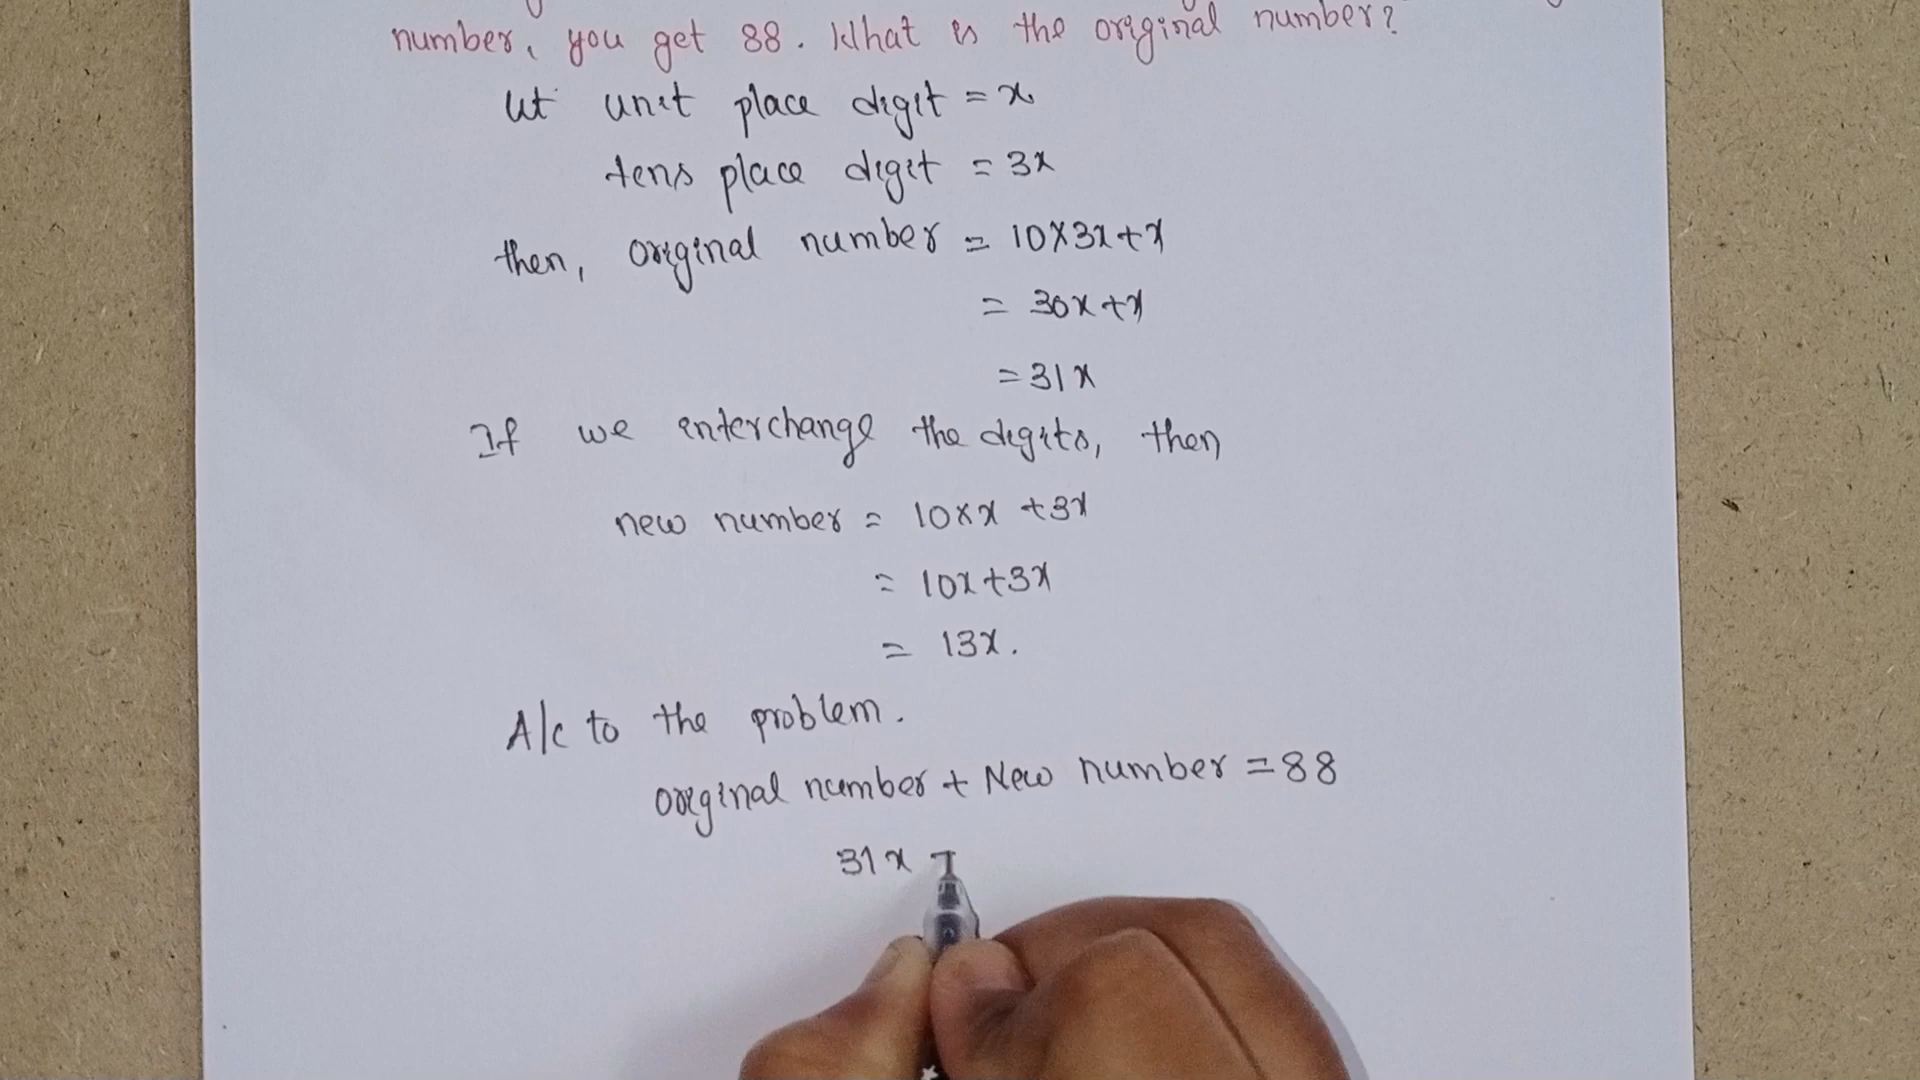 number, you get 88. What is the original number?
let unit place digit = x
tens place digit = 3x
then, original number = 10×3x+x
= 30x+x
= 31x
If we interchange the digits, then
new number = 10×x +3x
= 10x+3x
= 13x.
A/c to the problem.
original number + New number = 88
31x